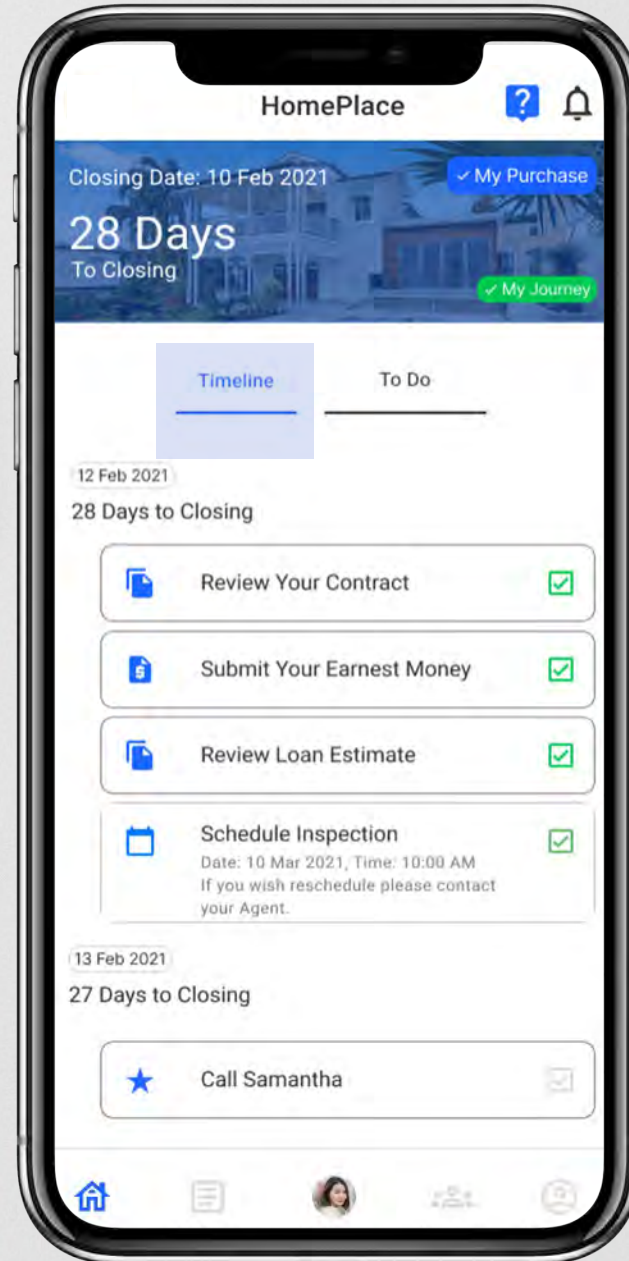 HomePlace
?
Closing Date: 10 Feb 2021
✓ My Purchase
28 Days
To Closing
✓ My Journey
Timeline
To Do
12 Feb 2021
28 Days to Closing
Review Your Contract
$
Submit Your Earnest Money
Review Loan Estimate
Schedule Inspection
Date: 10 Mar 2021, Time: 10:00 AM
If you wish reschedule please contact
your Agent.
13 Feb 2021
27 Days to Closing
Call Samantha